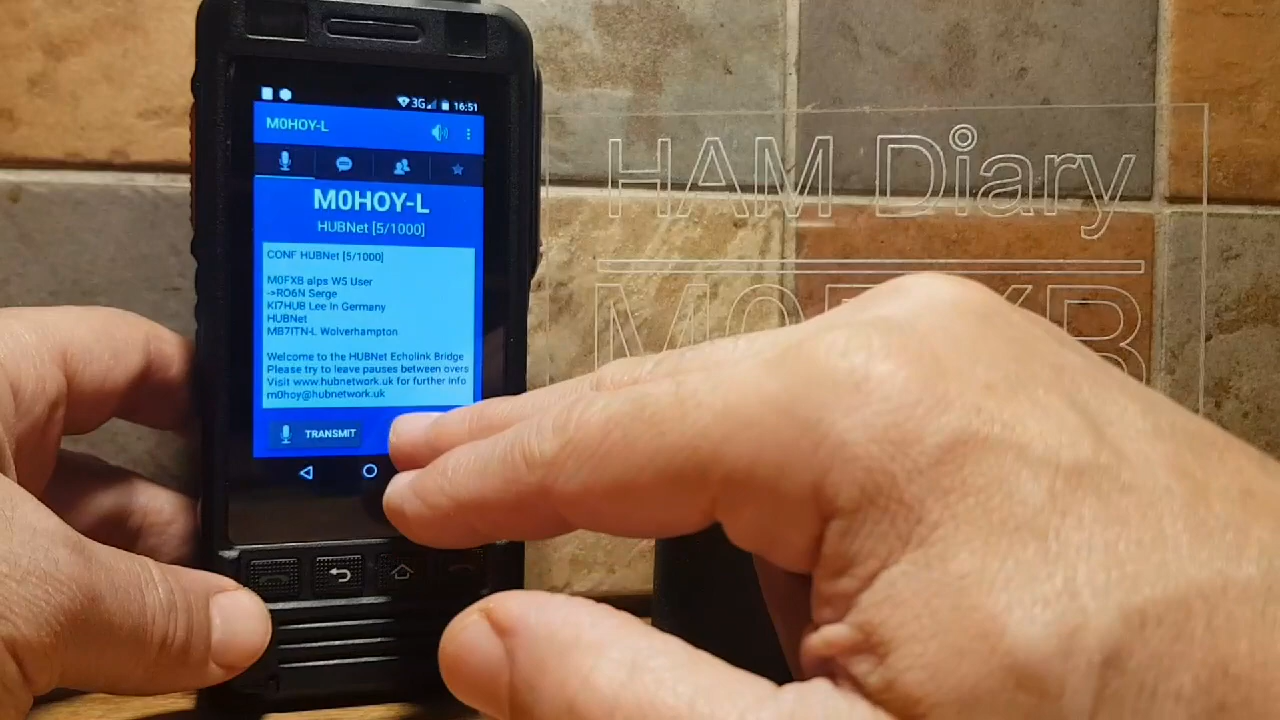 3G 16:51
M0HOY-L
M0HOY-L
HUBNet [5/1000]
CONF HUBNet [5/1000]
M0FXB alps W5 User
->RO6N Serge
KI7HUB Lee In Germany
HUBNet
MB7ITN-L Wolverhampton
Welcome to the HUBNet Echolink Bridge
Please try to leave pauses between overs
Visit www.hubnetwork.uk for further info
m0hoy@hubnetwork.uk
TRANSMIT
HAM Diary